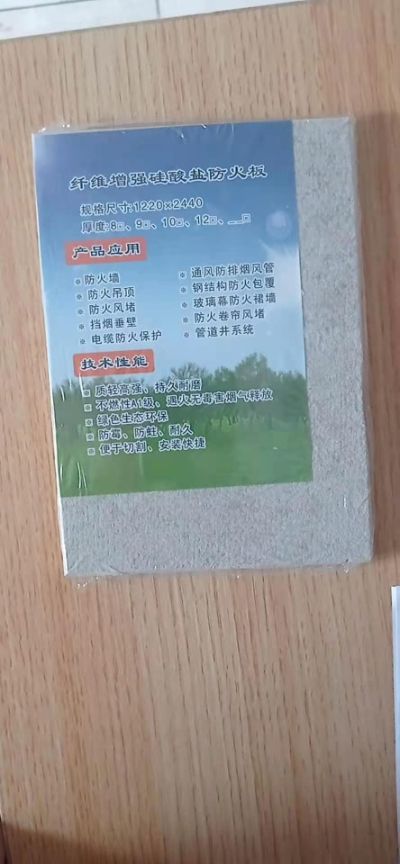 纤维增强硅酸盐防火板
规格尺寸:1220×2440
厚度:8□、9□、10□、12□、__□
产品应用
※ 防火墙
※ 防火吊顶
※ 防火风堵
※ 挡烟垂壁
※ 电缆防火保护
※ 通风防排烟风管
※ 钢结构防火包覆
※ 玻璃幕防火裙墙
※ 防火卷帘风堵
※ 管道井系统
技术性能
※ 质轻高强、持久耐磨
※ 不燃性A1级、遇火无毒害烟气释放
※ 绿色生态环保
※ 防霉、防蛀、耐久
※ 便于切割、安装快捷